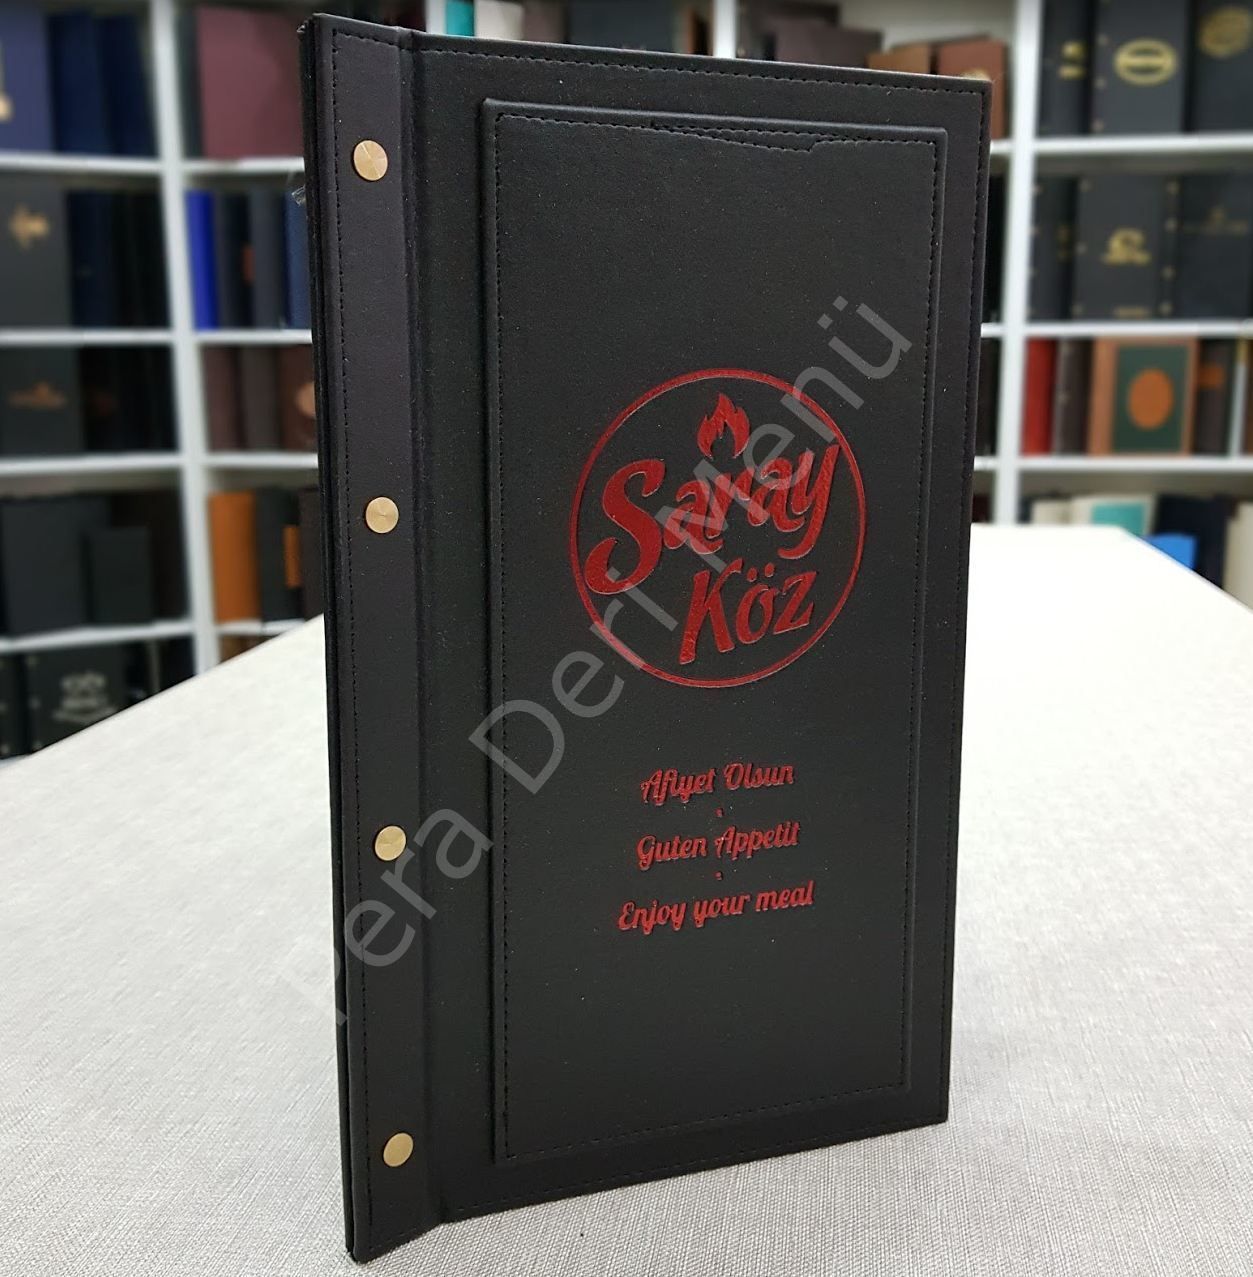 Saray
Köz
Afiyet Olsun
Guten Appetit
Enjoy your meal
Pera Deri Menü